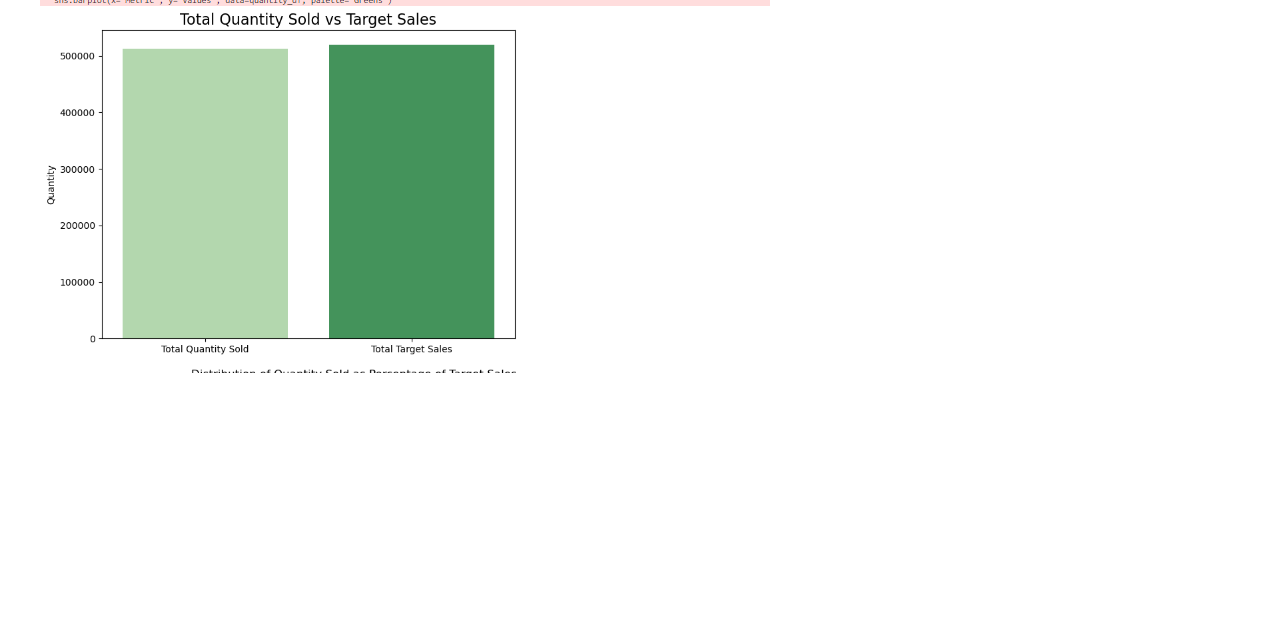 sns.barplot(x='Metric', y='Values', data=quantity_df, palette='Greens')
Total Quantity Sold vs Target Sales
500000
400000
300000
200000
100000
0
Quantity
Total Quantity Sold
Total Target Sales
Distribution of Quantity Sold as Percentage of Target Sales